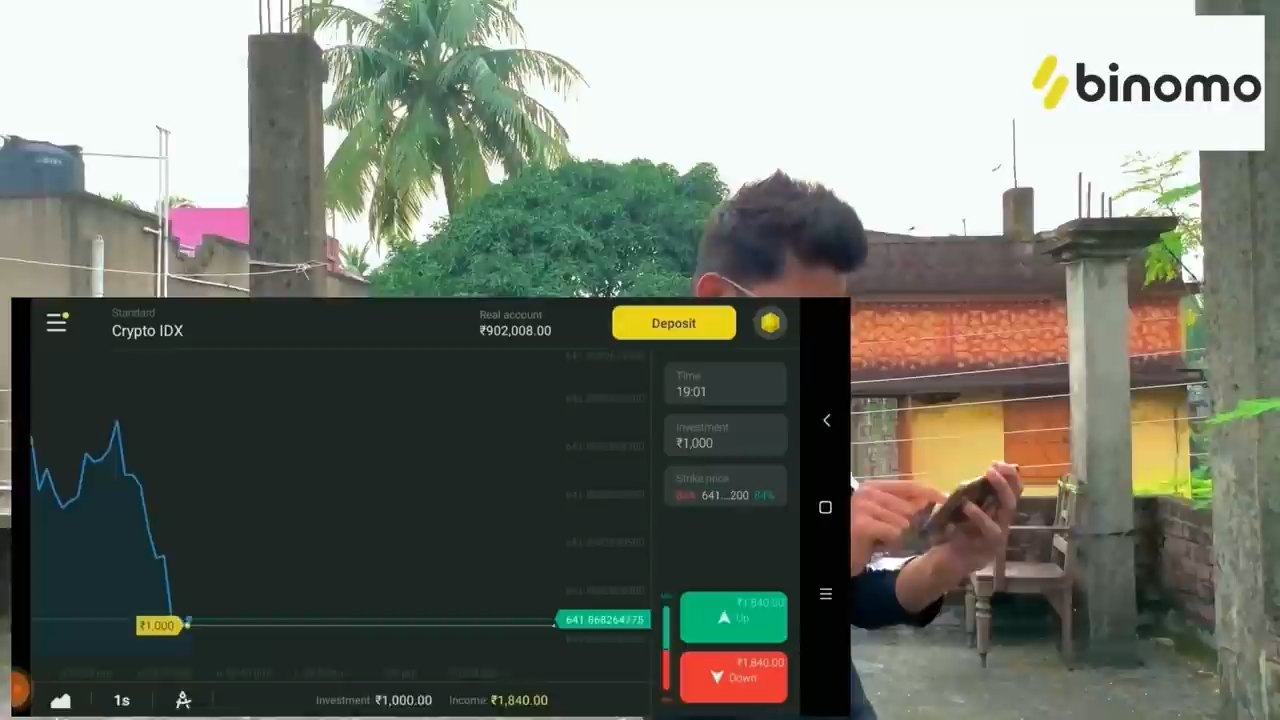 binomo
Standard
Crypto IDX
Real account
₹902,008.00
Deposit
Time
19:01
Investment
₹1,000
Strike price
641...200 84%
₹1,000
641.868264775
₹1,840.00
Up
₹1,840.00
Down
1s
Investment ₹1,000.00 Income: ₹1,840.00